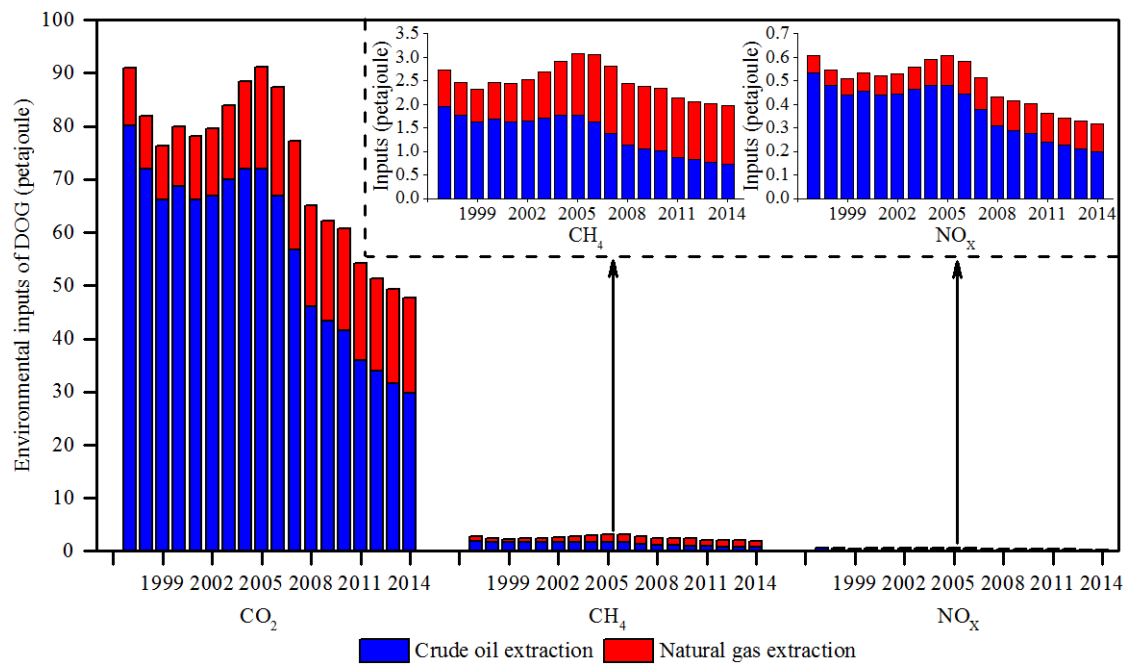 Environmental inputs of DOG (petajoule)
100
90
80
70
60
50
40
30
20
10
0
Inputs (petajoule)
3.5
3.0
2.5
2.0
1.5
1.0
0.5
0.0
1999 2002 2005 2008 2011 2014
CH₄
Inputs (petajoule)
0.7
0.6
0.5
0.4
0.3
0.2
0.1
0.0
1999 2002 2005 2008 2011 2014
NOₓ
1999 2002 2005 2008 2011 2014 1999 2002 2005 2008 2011 2014 1999 2002 2005 2008 2011 2014
CO₂ CH₄ NOₓ
Crude oil extraction Natural gas extraction